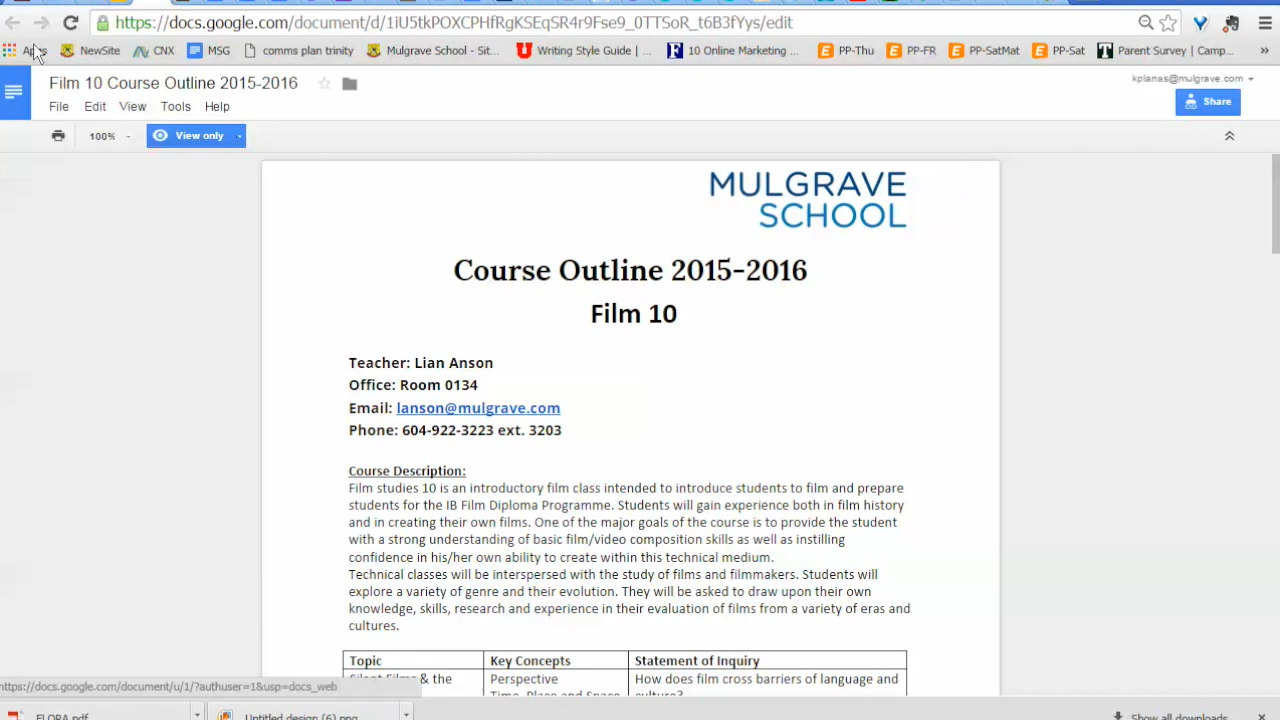 https://docs.google.com/document/d/1iU5tkPOXCPHfRgKSEqSR4r9Fse9_0TTSoR_t6B3fYys/edit
Apps NewSite CNX MSG comms plan trinity Mulgrave School - Sit... Writing Style Guide | ... 10 Online Marketing ... PP-Thu PP-FR PP-SatMat PP-Sat Parent Survey | Camp... »
Film 10 Course Outline 2015-2016
kplanas@mulgrave.com
File Edit View Tools Help
Share
100% View only
MULGRAVE
SCHOOL
Course Outline 2015-2016
Film 10
Teacher: Lian Anson
Office: Room 0134
Email: lanson@mulgrave.com
Phone: 604-922-3223 ext. 3203
Course Description:
Film studies 10 is an introductory film class intended to introduce students to film and prepare
students for the IB Film Diploma Programme. Students will gain experience both in film history
and in creating their own films. One of the major goals of the course is to provide the student
with a strong understanding of basic film/video composition skills as well as instilling
confidence in his/her own ability to create within this technical medium.
Technical classes will be interspersed with the study of films and filmmakers. Students will
explore a variety of genre and their evolution. They will be asked to draw upon their own
knowledge, skills, research and experience in their evaluation of films from a variety of eras and
cultures.
Topic Key Concepts Statement of Inquiry
Silent Films & the Perspective How does film cross barriers of language and
Time, Place and Space culture?
https://docs.google.com/document/u/1/?authuser=1&usp=docs_web
FLORA.pdf Untitled design (6).png Show all downloads...